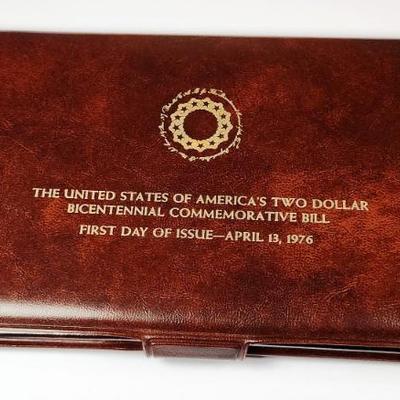 THE UNITED STATES OF AMERICA'S TWO DOLLAR
BICENTENNIAL COMMEMORATIVE BILL
FIRST DAY OF ISSUE—APRIL 13, 1976